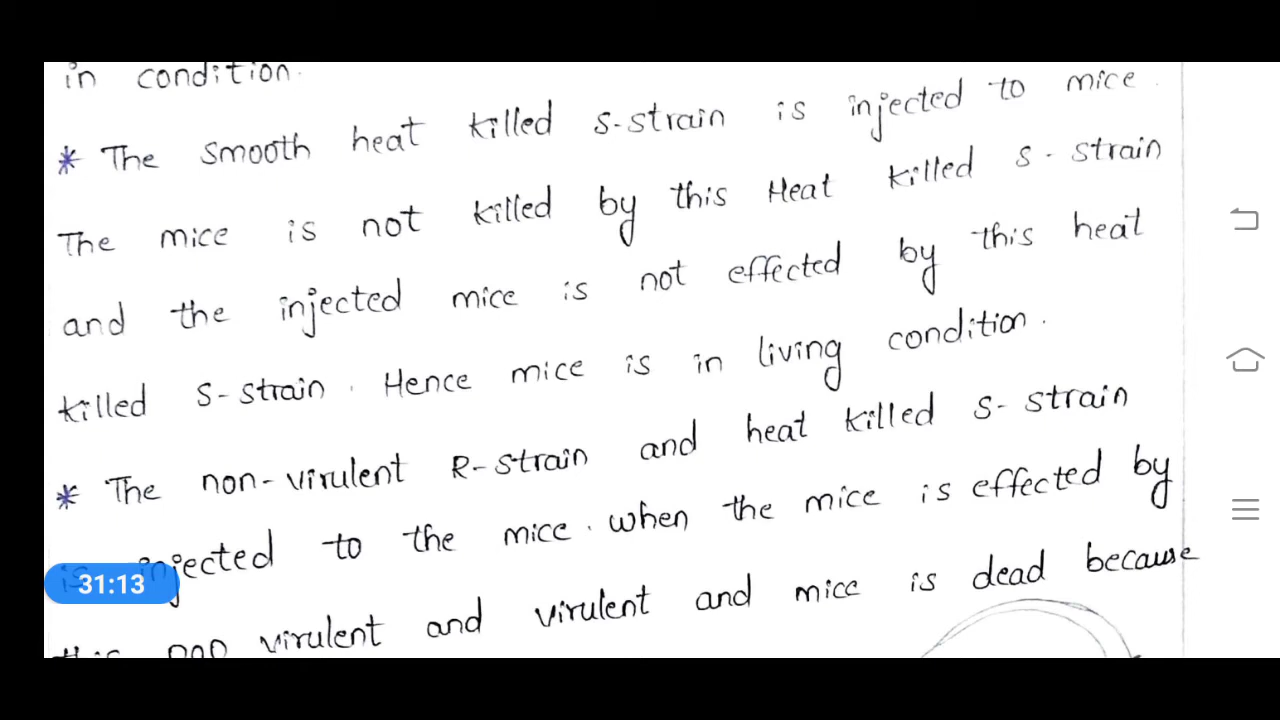 in condition.
* The smooth heat killed s-strain is injected to mice.
The mice is not killed by this Heat killed s-strain
and the injected mice is not effected by this heat
killed s-strain. Hence mice is in living condition.
* The non-virulent R-strain and heat killed s-strain
is injected to the mice. when the mice is effected by
31:13
this non virulent and virulent and mice is dead because